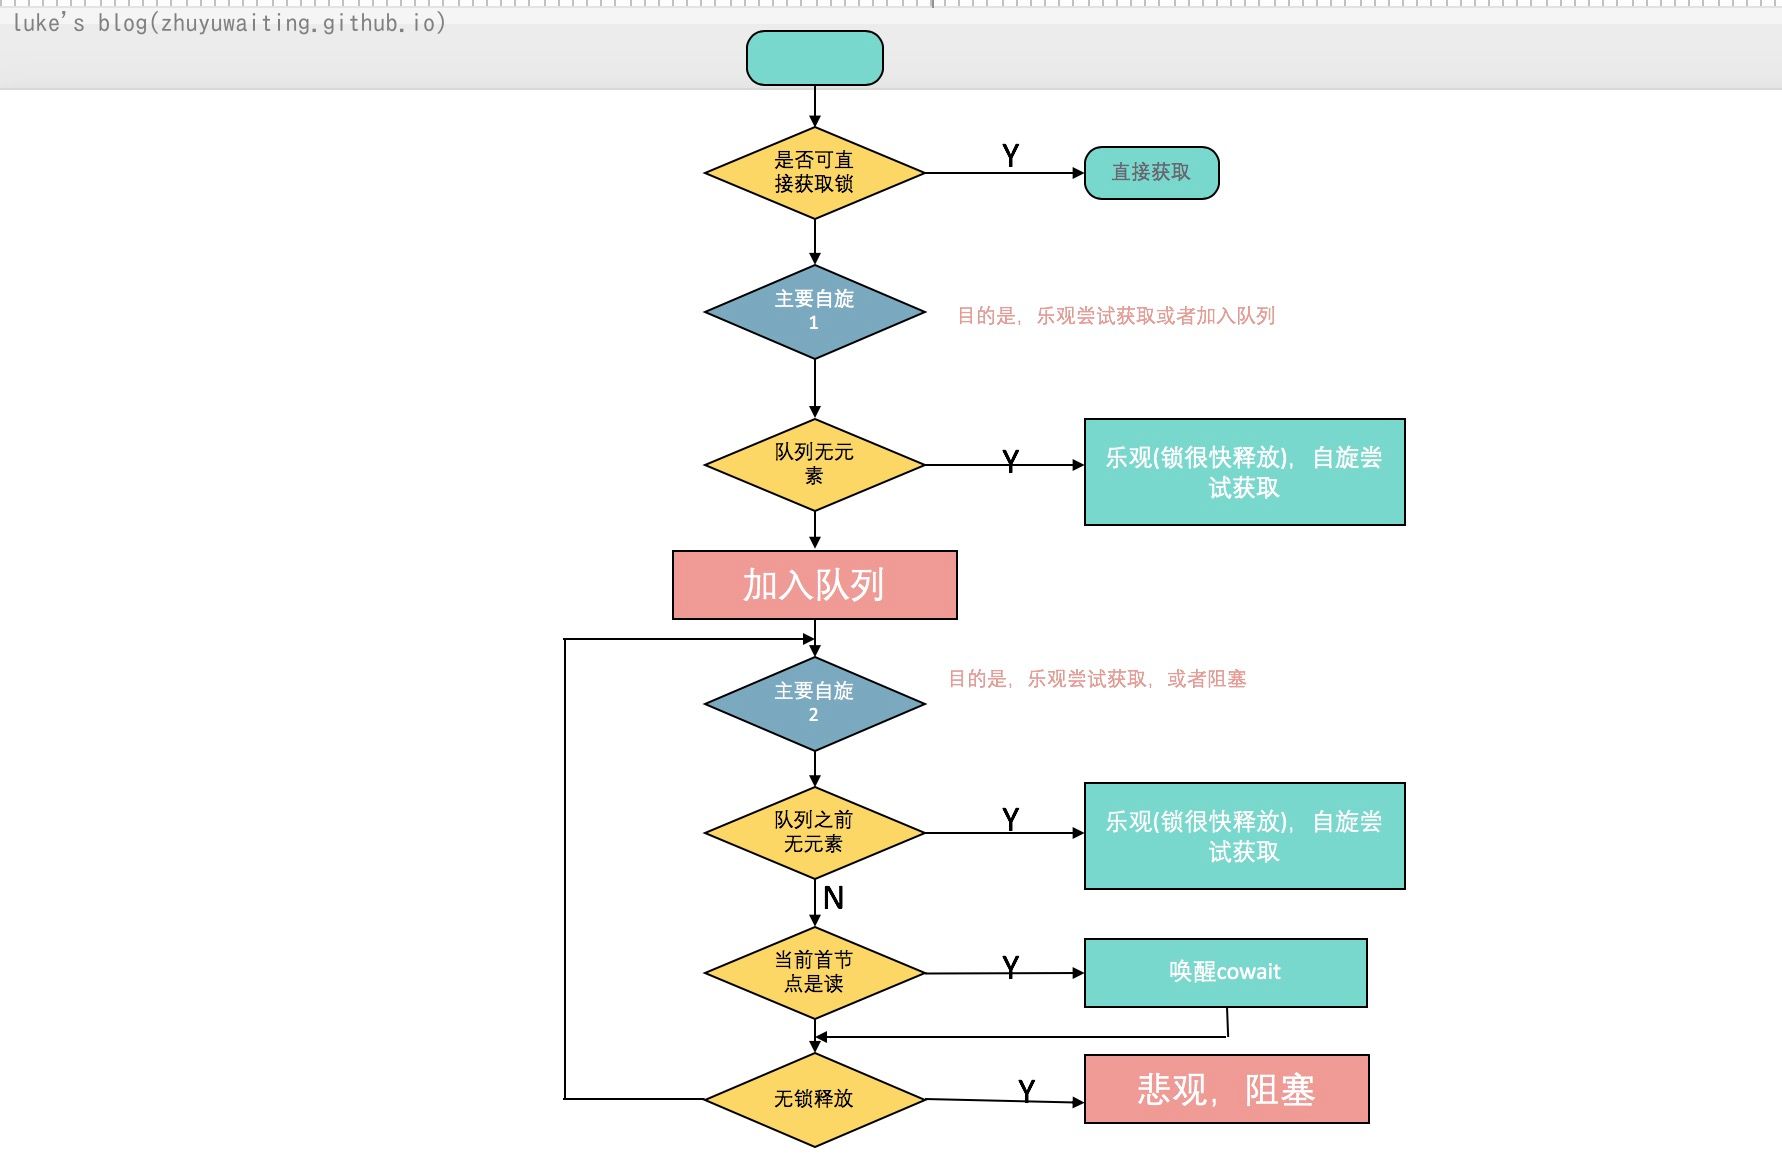 luke's blog(zhuyuwaiting.github.io)
是否可直
接获取锁
Y
直接获取
主要自旋
1
目的是，乐观尝试获取或者加入队列
队列无元
素
Y
乐观(锁很快释放)，自旋尝
试获取
加入队列
主要自旋
2
目的是，乐观尝试获取，或者阻塞
队列之前
无元素
Y
乐观(锁很快释放)，自旋尝
试获取
N
当前首节
点是读
Y
唤醒cowait
无锁释放
Y
悲观，阻塞